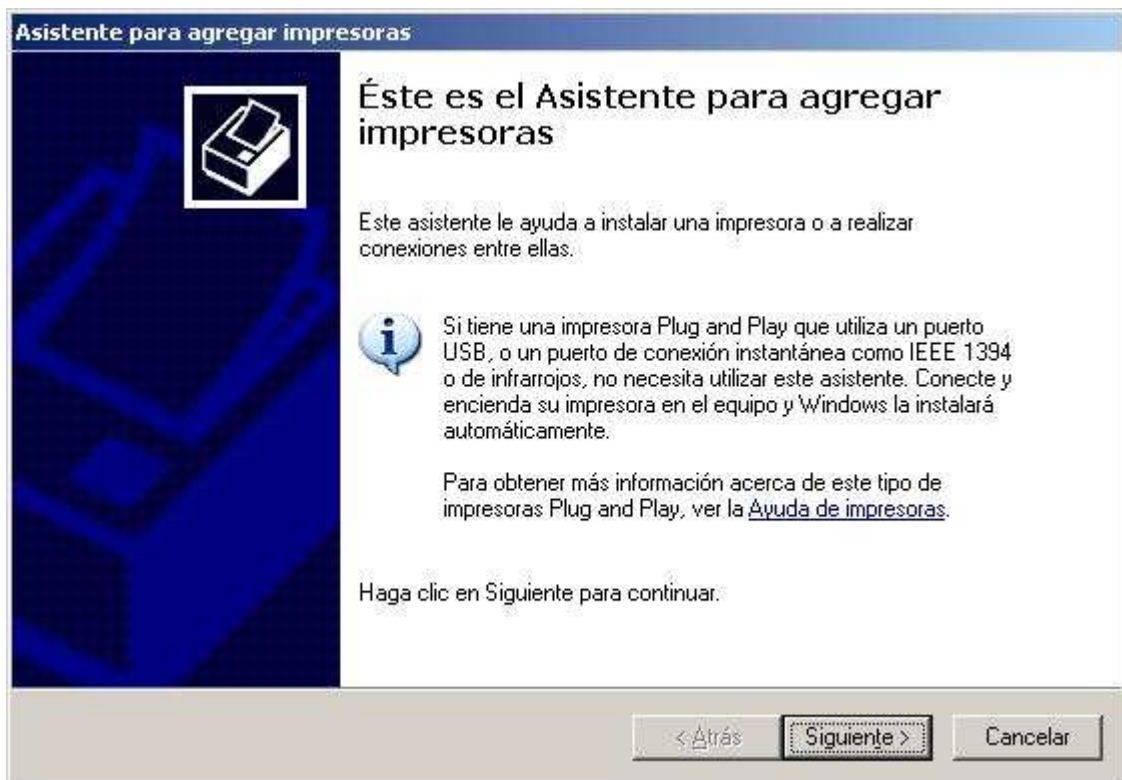 Asistente para agregar impresoras
Éste es el Asistente para agregar
impresoras
Este asistente le ayuda a instalar una impresora o a realizar
conexiones entre ellas.
Si tiene una impresora Plug and Play que utiliza un puerto
USB, o un puerto de conexión instantánea como IEEE 1394
o de infrarrojos, no necesita utilizar este asistente. Conecte y
encienda su impresora en el equipo y Windows la instalará
automáticamente.
Para obtener más información acerca de este tipo de
impresoras Plug and Play, ver la Ayuda de impresoras.
Haga clic en Siguiente para continuar.
< Atrás
Siguiente >
Cancelar